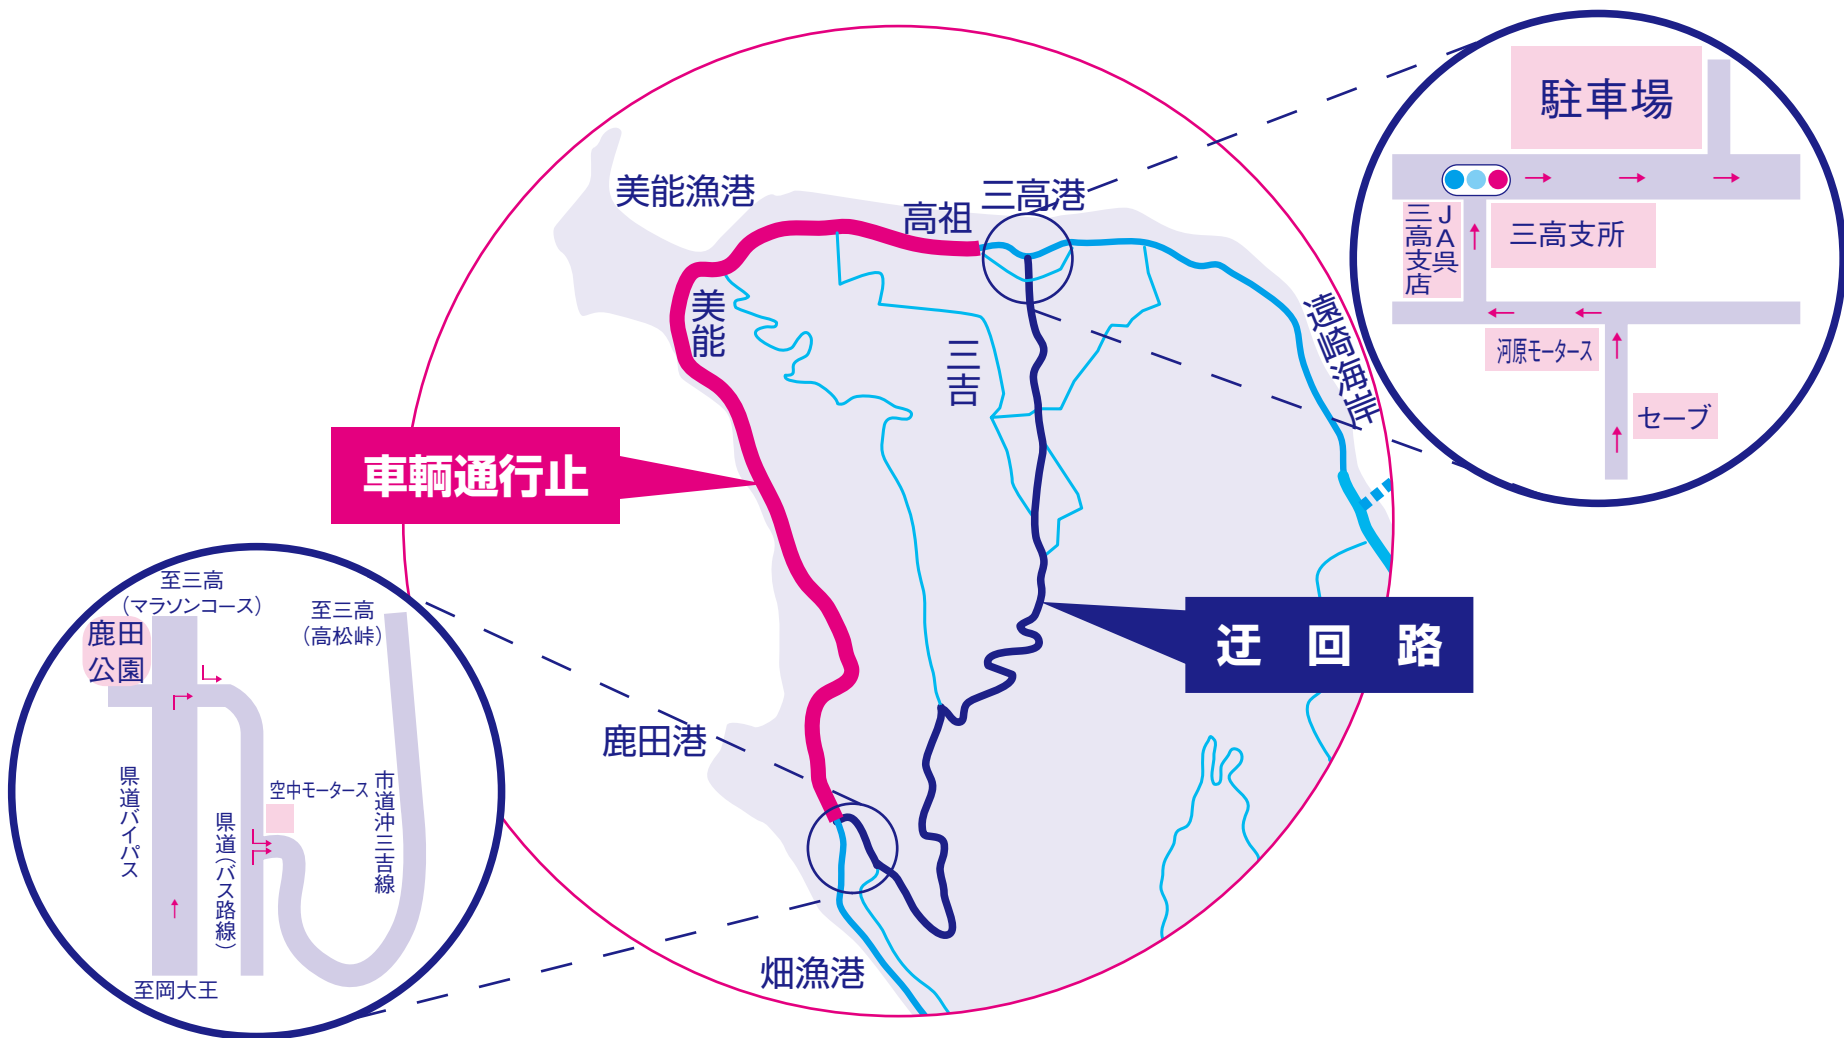 美能漁港
高祖
三高港
美能
三吉
遠崎海岸
車輌通行止
迂回路
鹿田港
畑漁港
駐車場
JA呉
三高支店
三高支所
河原モータース
セーブ
至三高
(マラソンコース)
至三高
(高松峠)
鹿田
公園
県道バイパス
県道(バス路線)
空中モータース
市道沖三吉線
至岡大王